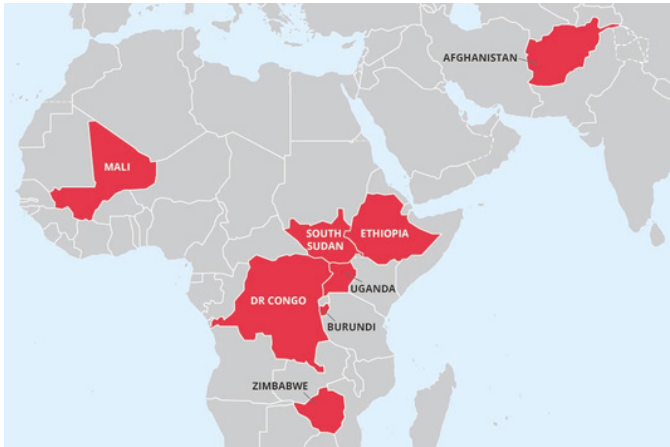 AFGHANISTAN
MALI
SOUTH
SUDAN
ETHIOPIA
UGANDA
DR CONGO
BURUNDI
ZIMBABWE